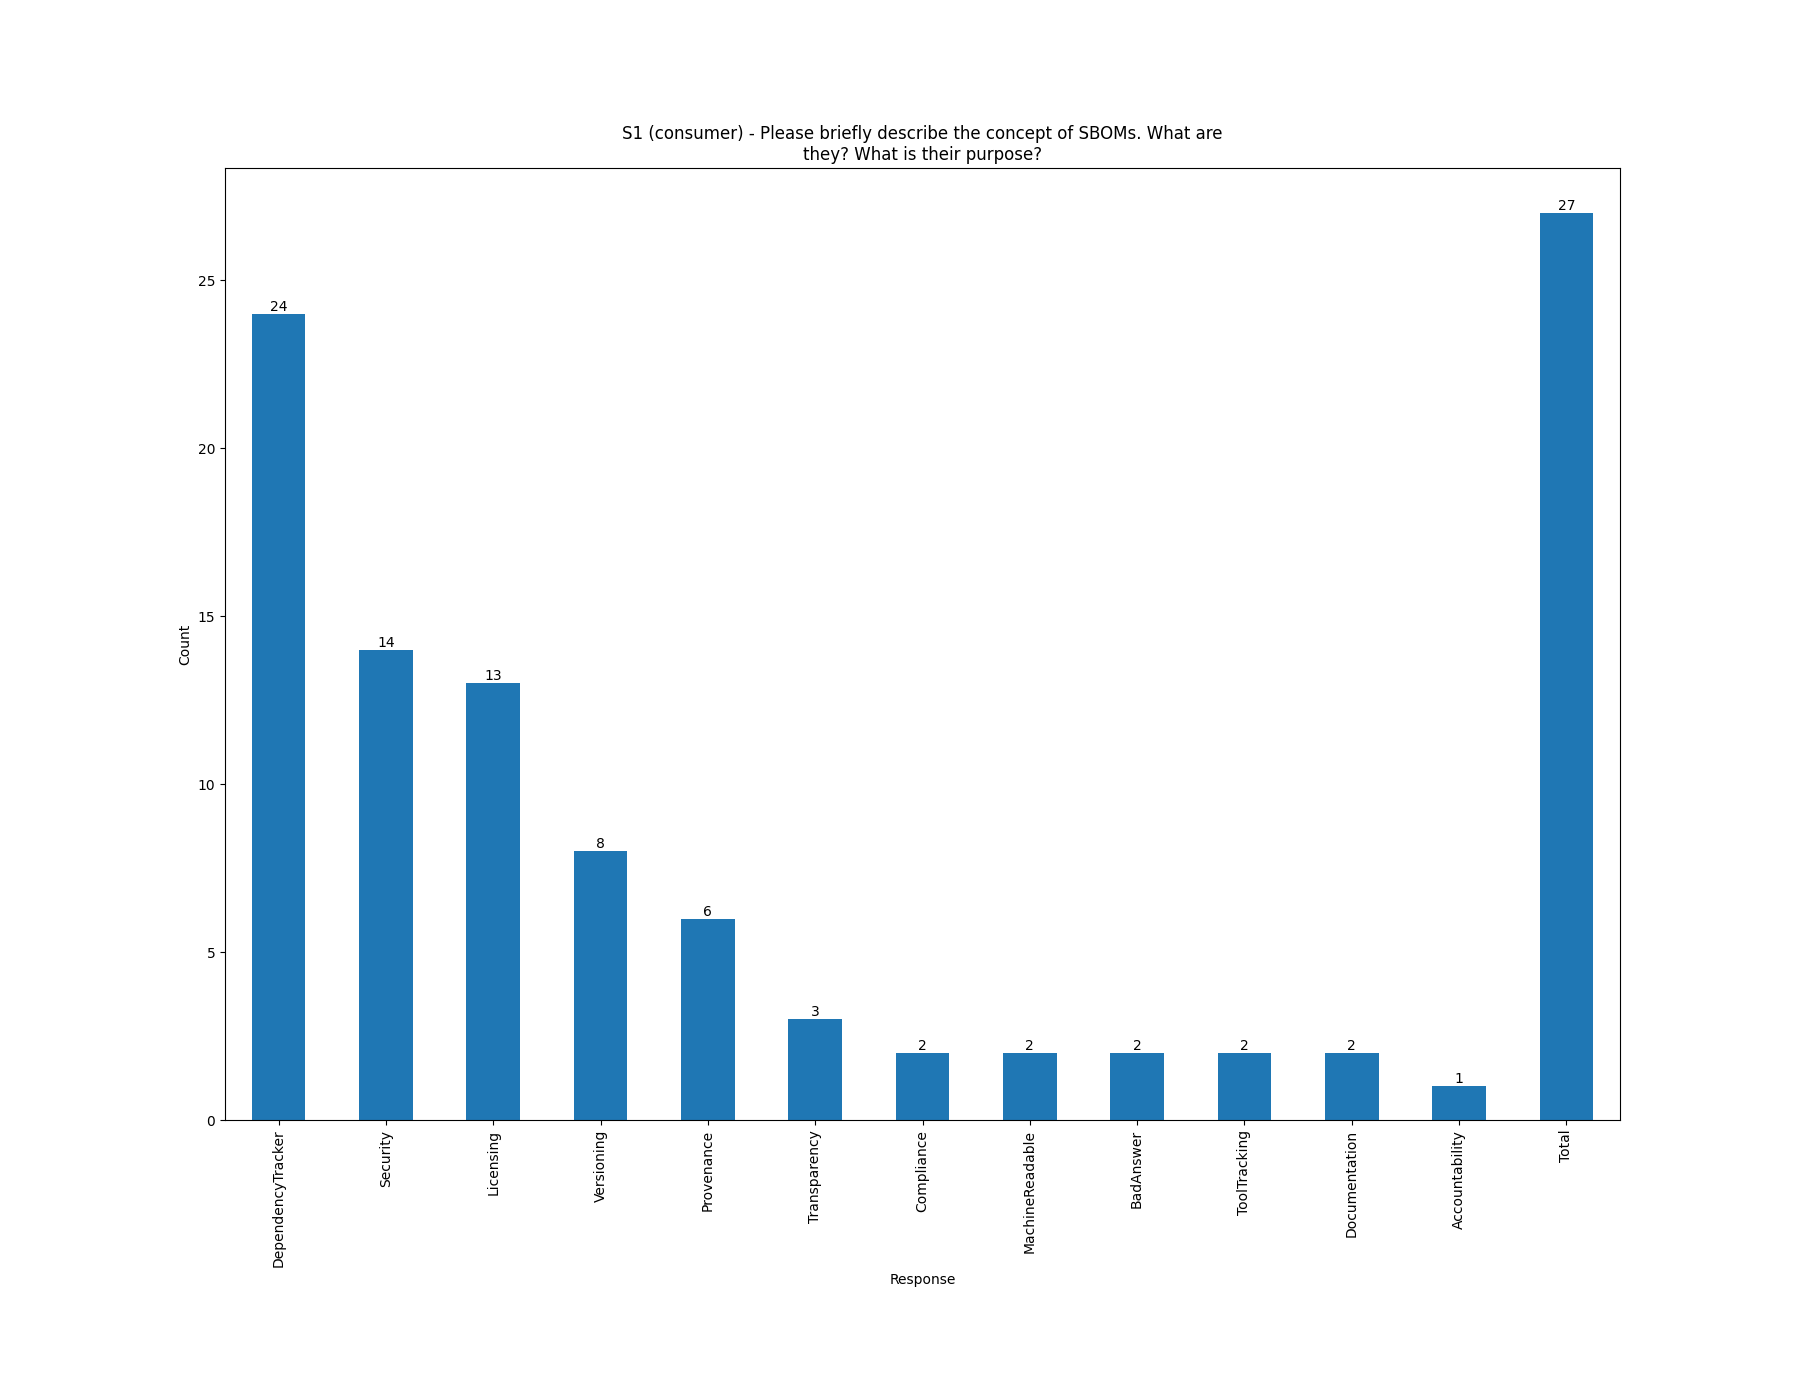 S1 (consumer) - Please briefly describe the concept of SBOMs. What are
they? What is their purpose?
27
25
24
20
15
14
13
Count
10
8
6
5
3
2
2
2
2
2
1
0
DependencyTracker
Security
Licensing
Versioning
Provenance
Transparency
Compliance
MachineReadable
BadAnswer
ToolTracking
Documentation
Accountability
Total
Response